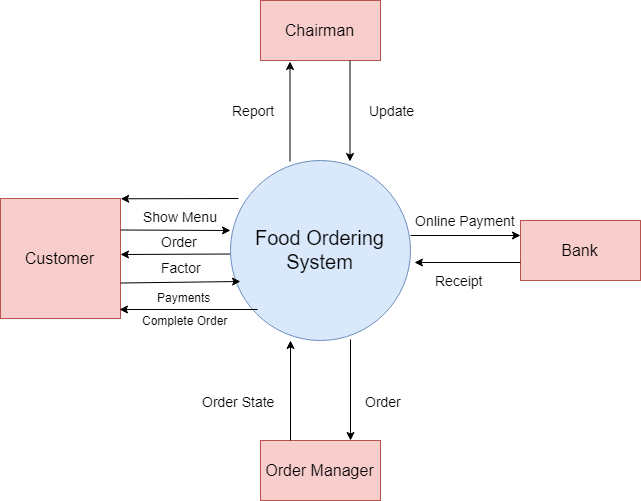 Chairman
Report
Update
Show Menu
Order
Factor
Payments
Complete Order
Customer
Food Ordering
System
Online Payment
Receipt
Bank
Order State
Order
Order Manager